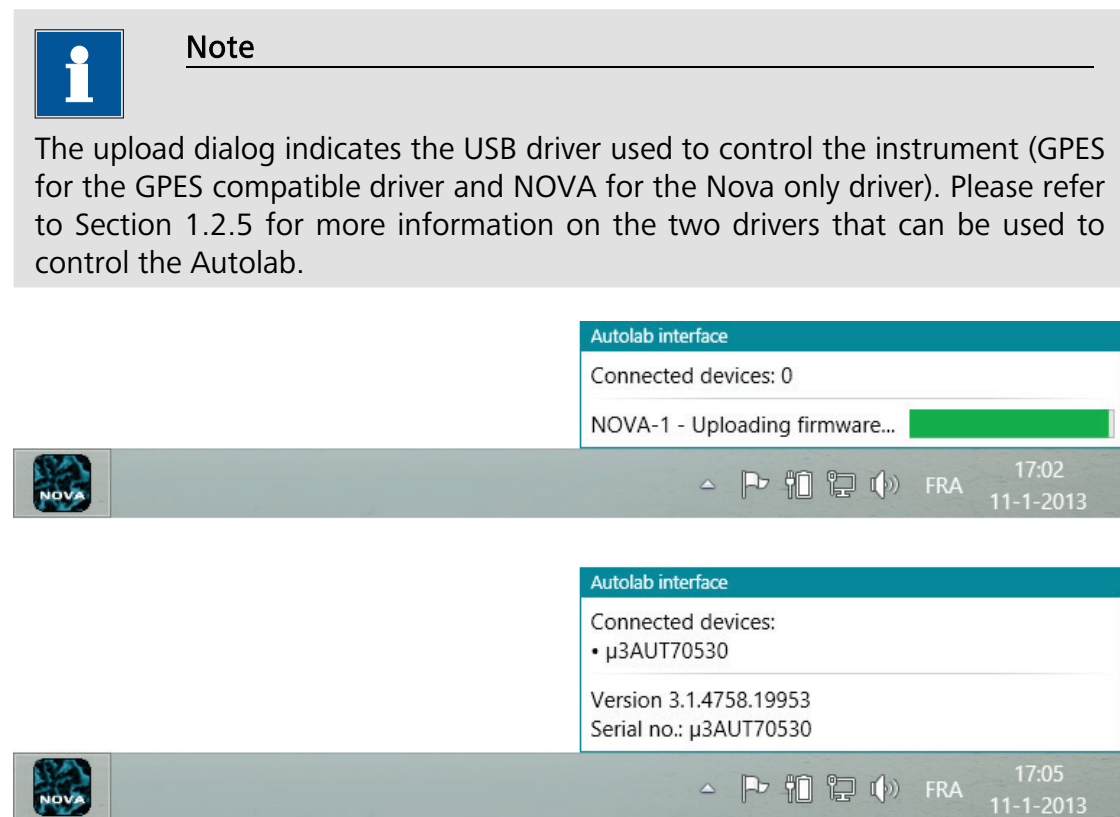 Note
The upload dialog indicates the USB driver used to control the instrument (GPES
for the GPES compatible driver and NOVA for the Nova only driver). Please refer
to Section 1.2.5 for more information on the two drivers that can be used to
control the Autolab.
Autolab interface
Connected devices: 0
NOVA-1 - Uploading firmware...
NOVA
FRA
17:02
11-1-2013
Autolab interface
Connected devices:
• µ3AUT70530
Version 3.1.4758.19953
Serial no.: µ3AUT70530
NOVA
FRA
17:05
11-1-2013